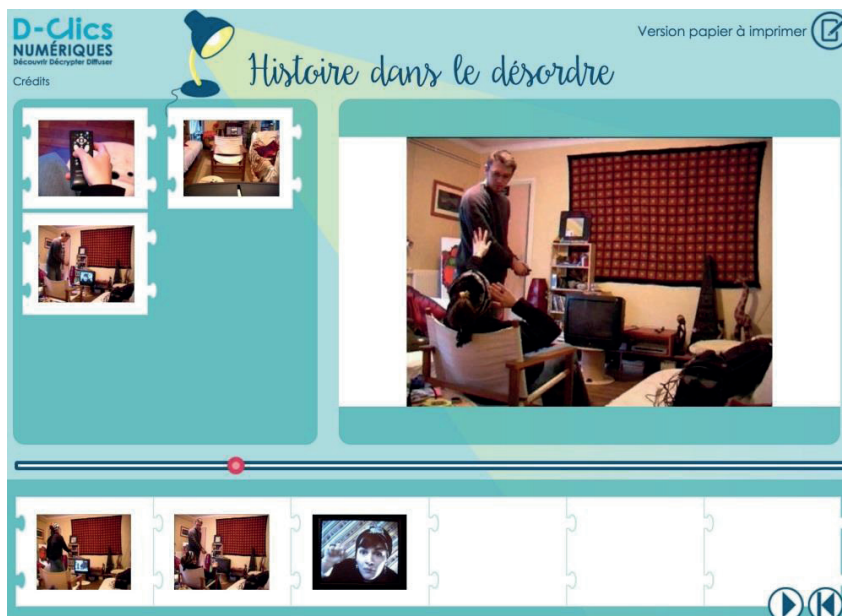 D-Clics
NUMÉRIQUES
Découvrir Décrypter Diffuser
Crédits
Histoire dans le désordre
Version papier à imprimer